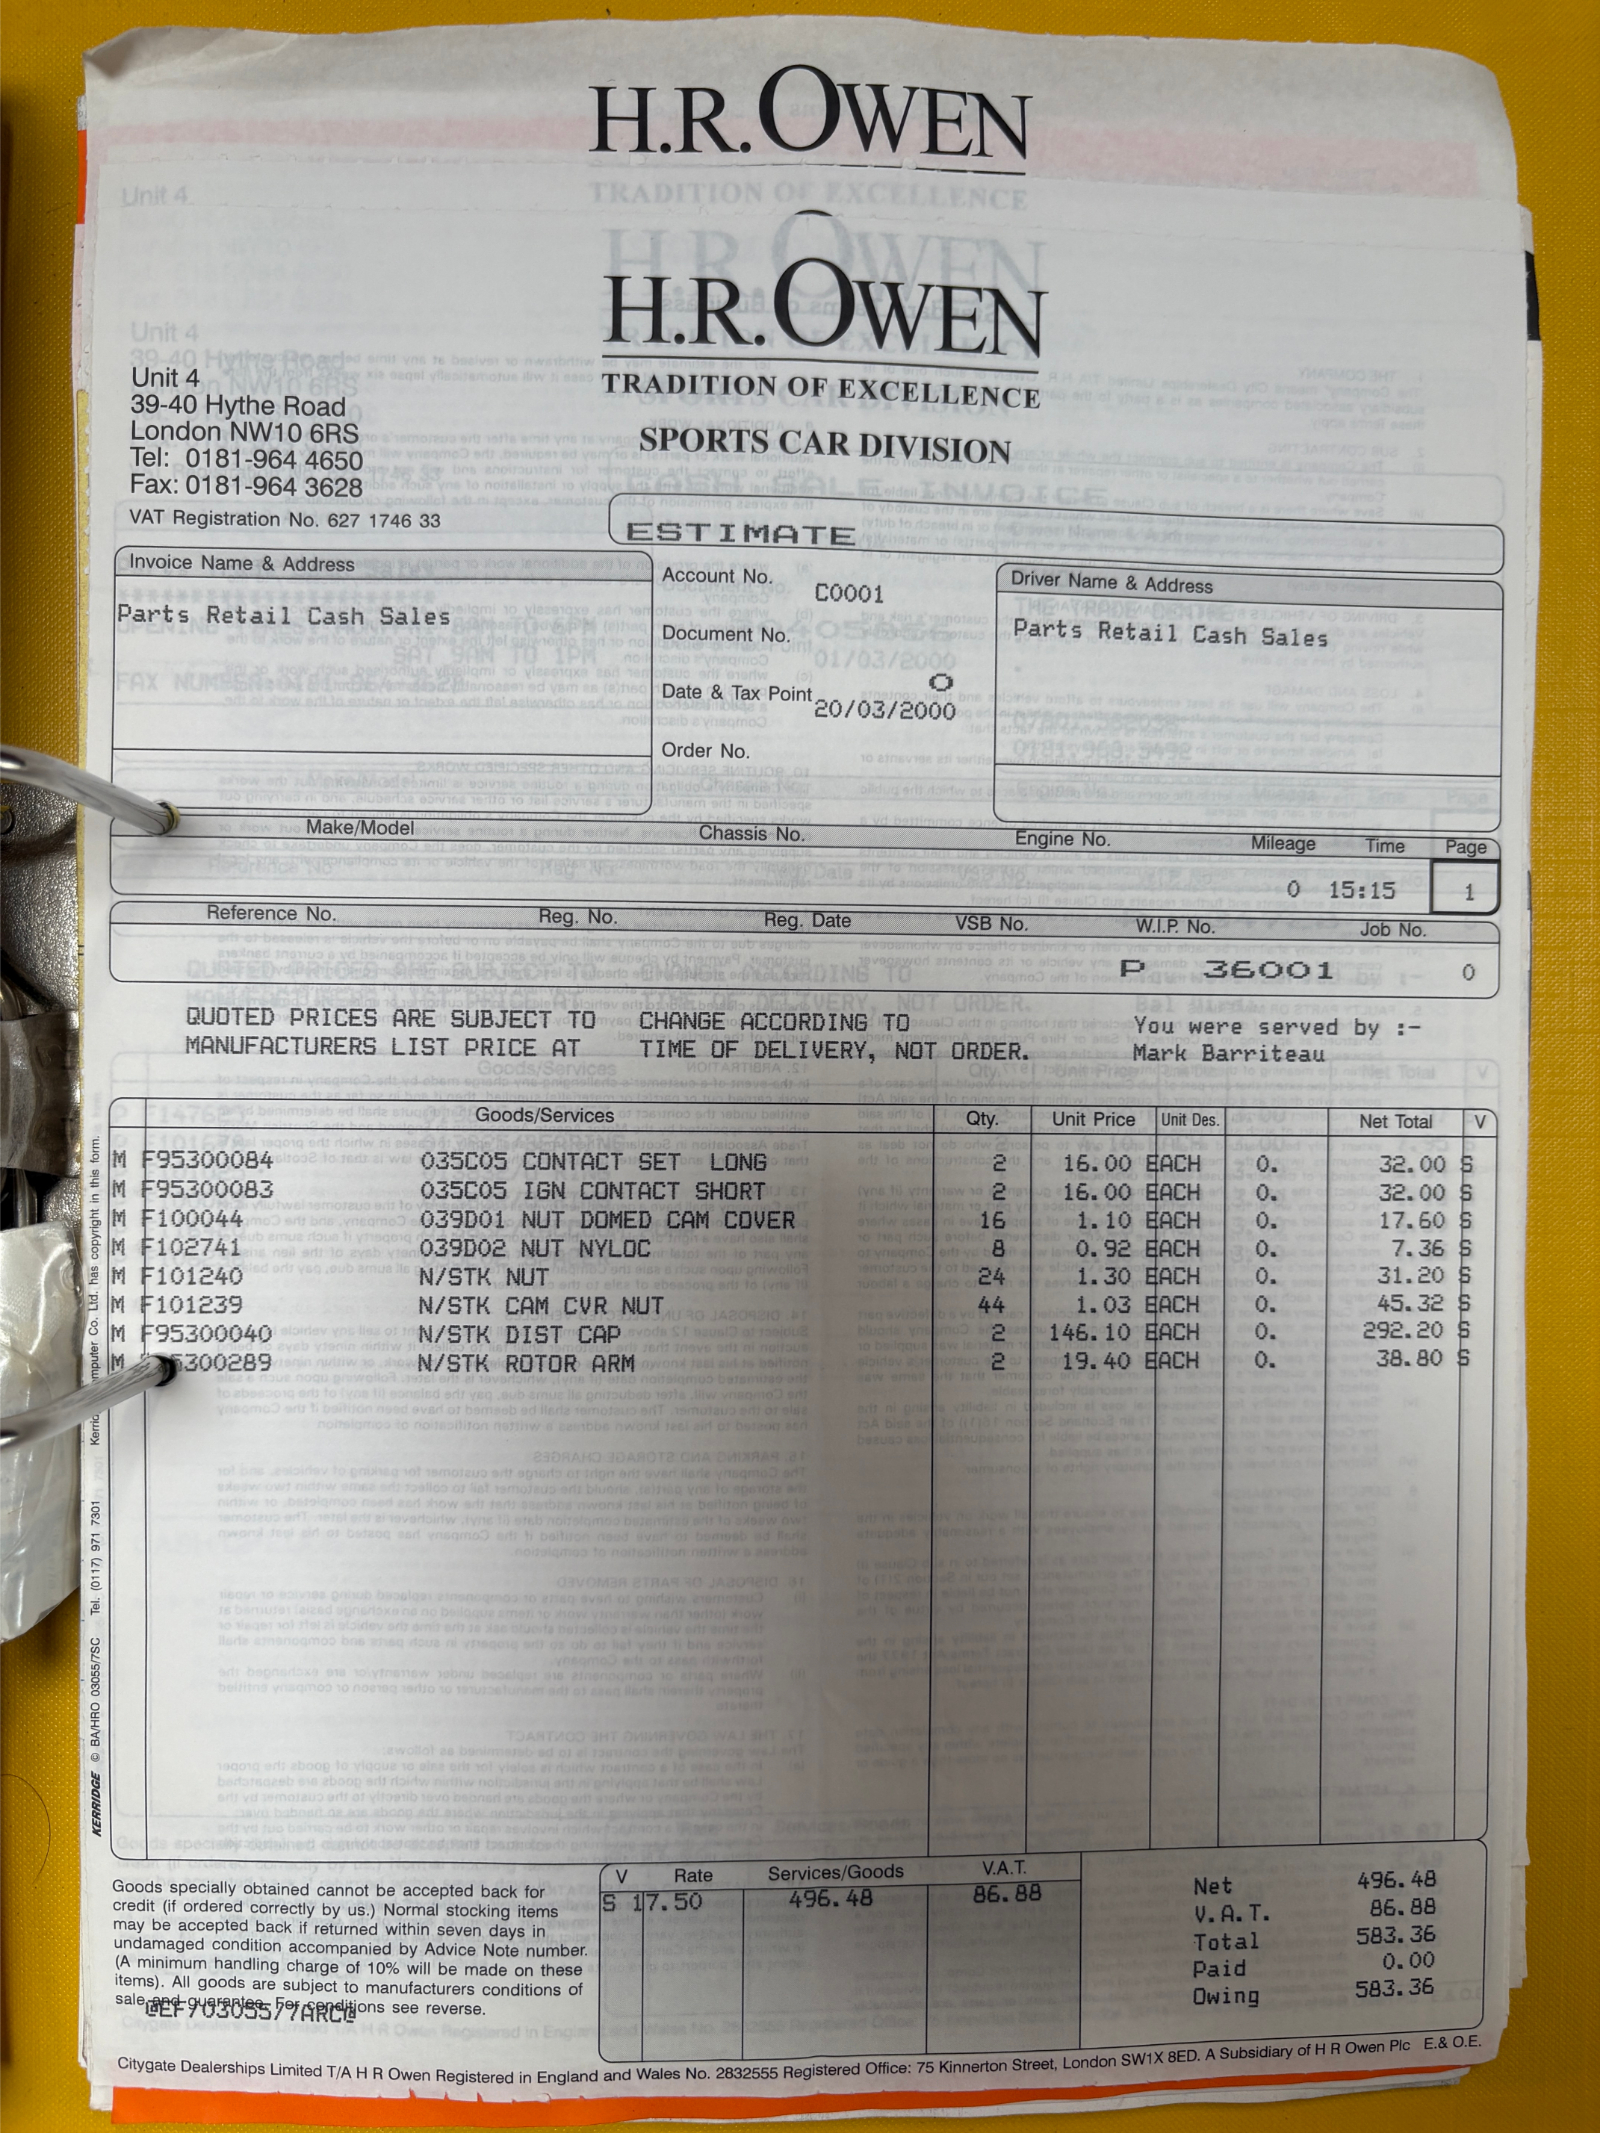 H.R. OWEN
TRADITION OF EXCELLENCE
Unit 4
H.R. OWEN
TRADITION OF EXCELLENCE
SPORTS CAR DIVISION
Unit 4
39-40 Hythe Road
London NW10 6RS
Tel: 0181-964 4650
Fax: 0181-964 3628
VAT Registration No. 627 1746 33
ESTIMATE
Invoice Name & Address
Parts Retail Cash Sales
Account No. C0001
Document No. 0
Date & Tax Point 20/03/2000
Order No.
Driver Name & Address
Parts Retail Cash Sales
Make/Model Chassis No. Engine No. Mileage Time Page
0 15:15 1
Reference No. Reg. No. Reg. Date VSB No. W.I.P. No. Job No.
P 36001 0
QUOTED PRICES ARE SUBJECT TO CHANGE ACCORDING TO
MANUFACTURERS LIST PRICE AT TIME OF DELIVERY, NOT ORDER.
You were served by :-
Mark Barriteau
Goods/Services Qty. Unit Price Unit Des. Net Total V
M F95300084 035C05 CONTACT SET LONG 2 16.00 EACH 0. 32.00 S
M F95300083 035C05 IGN CONTACT SHORT 2 16.00 EACH 0. 32.00 S
M F100044 039D01 NUT DOMED CAM COVER 16 1.10 EACH 0. 17.60 S
M F102741 039D02 NUT NYLOC 8 0.92 EACH 0. 7.36 S
M F101240 N/STK NUT 24 1.30 EACH 0. 31.20 S
M F101239 N/STK CAM CVR NUT 44 1.03 EACH 0. 45.32 S
M F95300040 N/STK DIST CAP 2 146.10 EACH 0. 292.20 S
M 5300289 N/STK ROTOR ARM 2 19.40 EACH 0. 38.80 S
KERRIDGE © BA/HRO 03055/7SC Tel. (0117) 971 7301 Computer Co. Ltd. has copyright in this form.
Goods specially obtained cannot be accepted back for
credit (if ordered correctly by us.) Normal stocking items
may be accepted back if returned within seven days in
undamaged condition accompanied by Advice Note number.
(A minimum handling charge of 10% will be made on these
items). All goods are subject to manufacturers conditions of
sale and guarantee. For conditions see reverse.
@EF703055/7ARC@
V Rate Services/Goods V.A.T.
S 17.50 496.48 86.88
Net 496.48
V.A.T. 86.88
Total 583.36
Paid 0.00
Owing 583.36
Citygate Dealerships Limited T/A H R Owen Registered in England and Wales No. 2832555 Registered Office: 75 Kinnerton Street, London SW1X 8ED. A Subsidiary of H R Owen Plc E.& O.E.